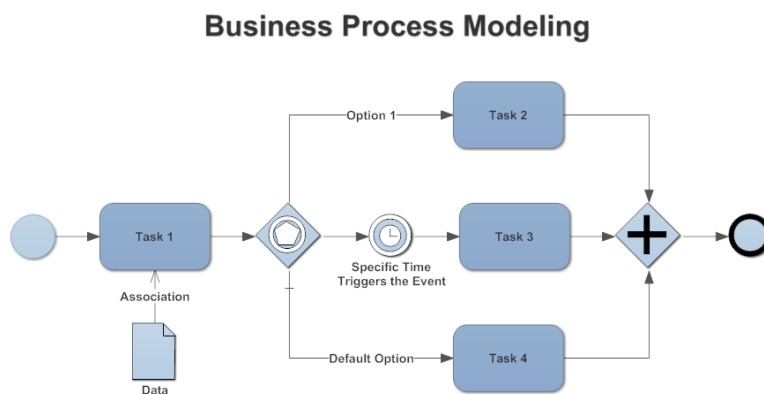 Business Process Modeling
Option 1
Task 2
Task 1
Specific Time
Triggers the Event
Task 3
Association
Data
Default Option
Task 4